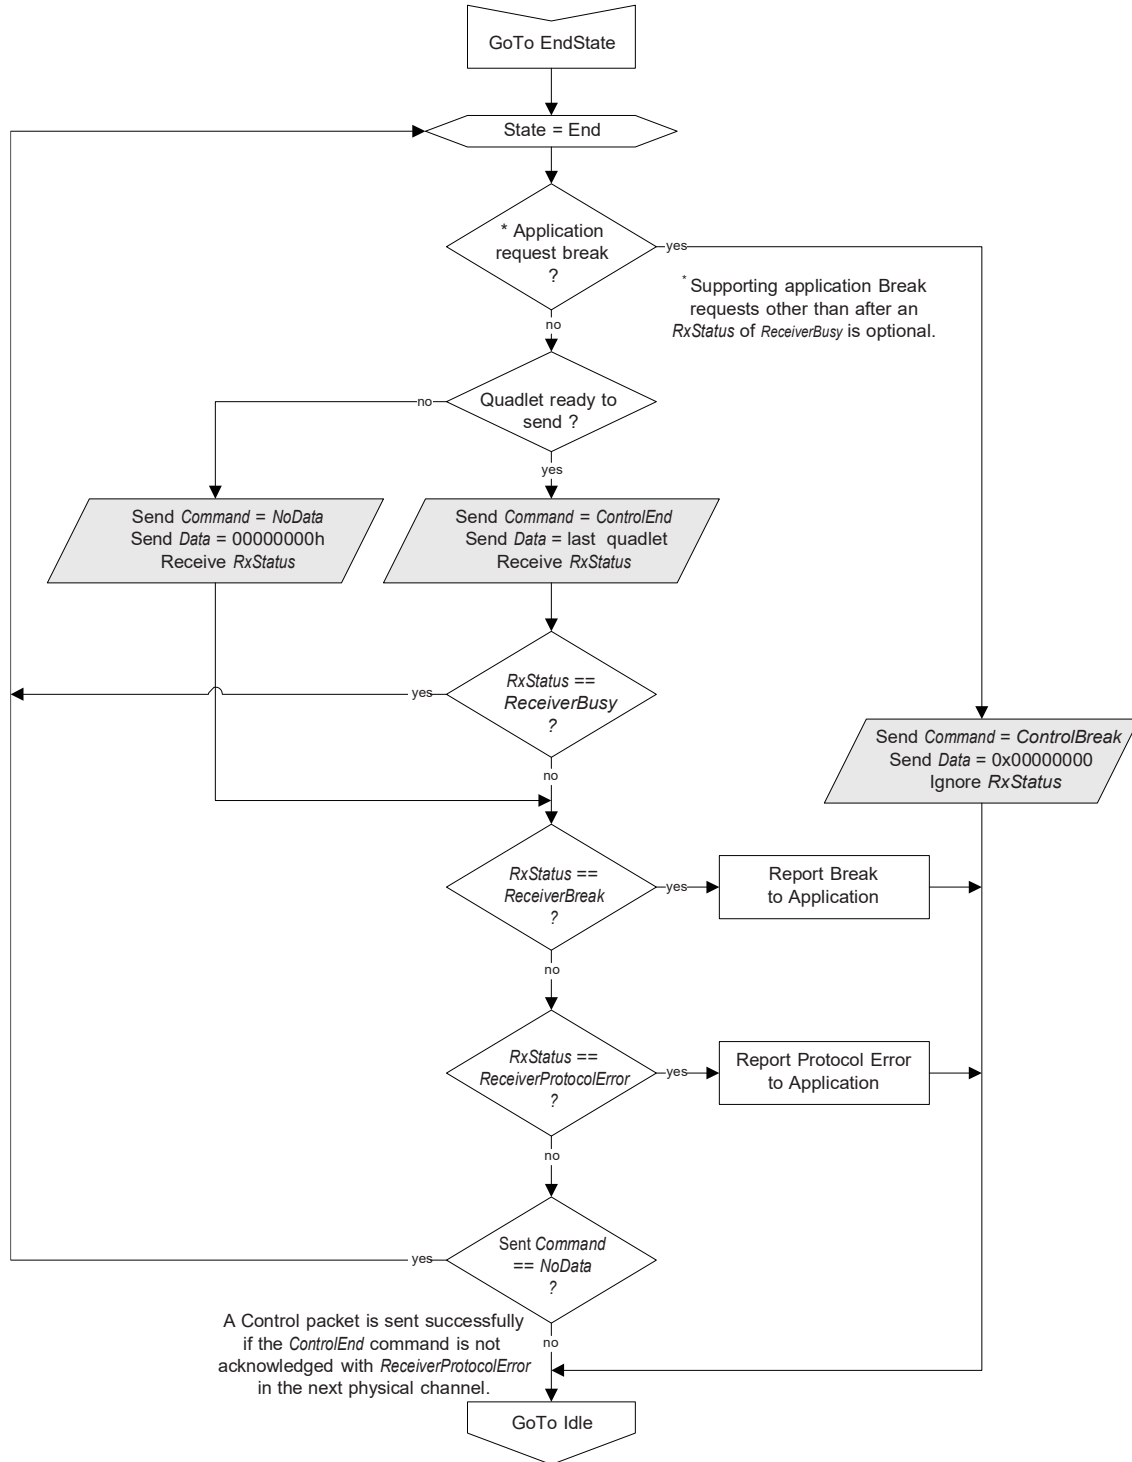 GoTo EndState
State = End
* Application
request break
?
yes
* Supporting application Break
requests other than after an
RxStatus of ReceiverBusy is optional.
no
Quadlet ready to
send ?
no
yes
Send Command = NoData
Send Data = 00000000h
Receive RxStatus
Send Command = ControlEnd
Send Data = last quadlet
Receive RxStatus
RxStatus ==
ReceiverBusy
?
yes
no
Send Command = ControlBreak
Send Data = 0x00000000
Ignore RxStatus
RxStatus ==
ReceiverBreak
?
yes
Report Break
to Application
no
RxStatus ==
ReceiverProtocolError
?
yes
Report Protocol Error
to Application
no
Sent Command
== NoData
?
yes
no
A Control packet is sent successfully
if the ControlEnd command is not
acknowledged with ReceiverProtocolError
in the next physical channel.
GoTo Idle